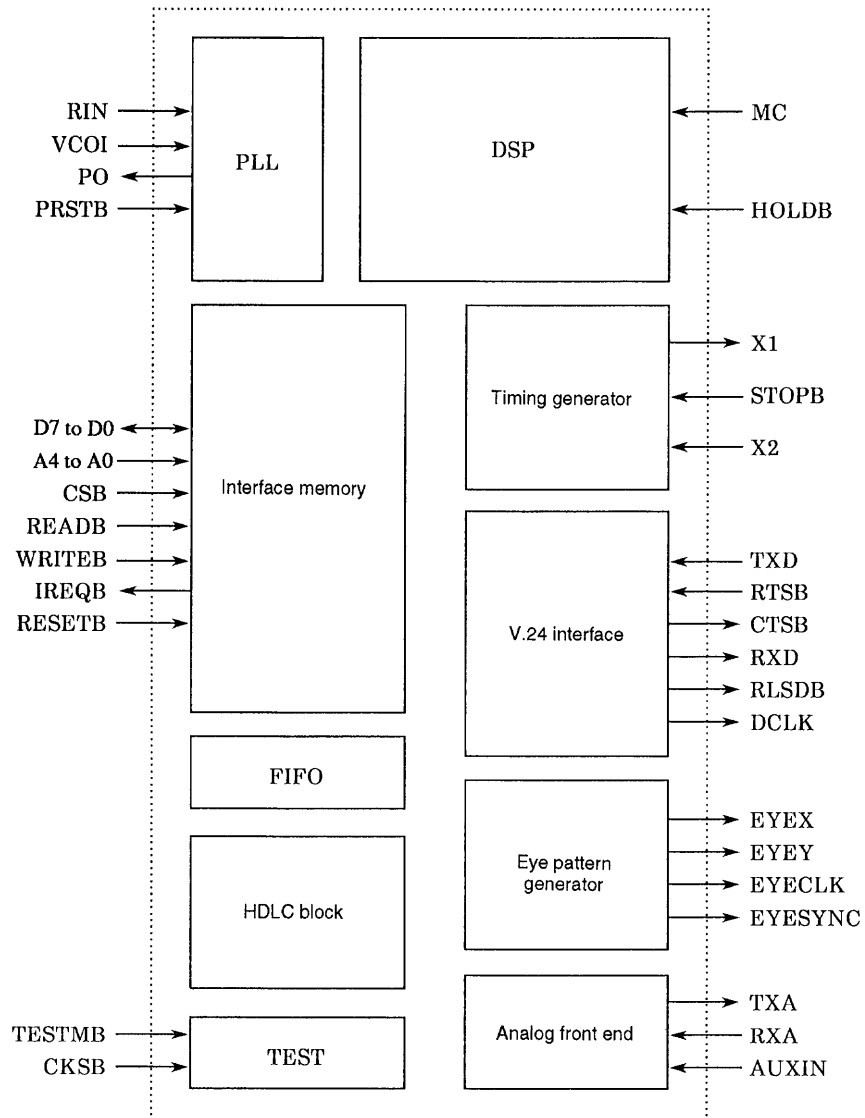 RIN
VCOI
PO
PRSTB
PLL
DSP
MC
HOLDB
D7 to D0
A4 to A0
CSB
READB
WRITEB
IREQB
RESETB
Interface memory
Timing generator
X1
STOPB
X2
V.24 interface
TXD
RTSB
CTSB
RXD
RLSDB
DCLK
FIFO
HDLC block
Eye pattern
generator
EYEX
EYEY
EYECLK
EYESYNC
TESTMB
CKSB
TEST
Analog front end
TXA
RXA
AUXIN